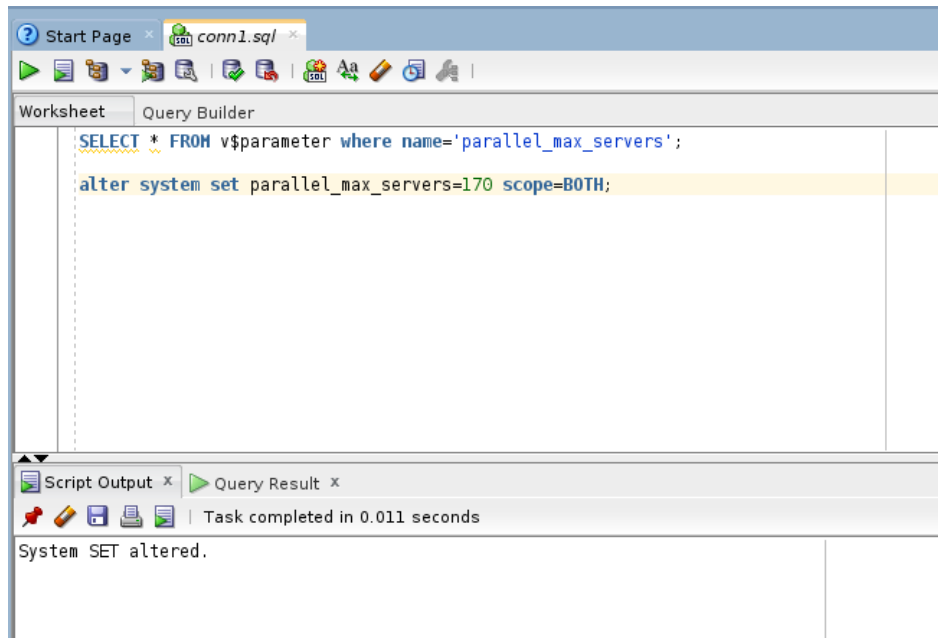 Start Page
conn1.sql
Worksheet Query Builder
SELECT * FROM v$parameter where name='parallel_max_servers';
alter system set parallel_max_servers=170 scope=BOTH;
Script Output x Query Result x
Task completed in 0.011 seconds
System SET altered.